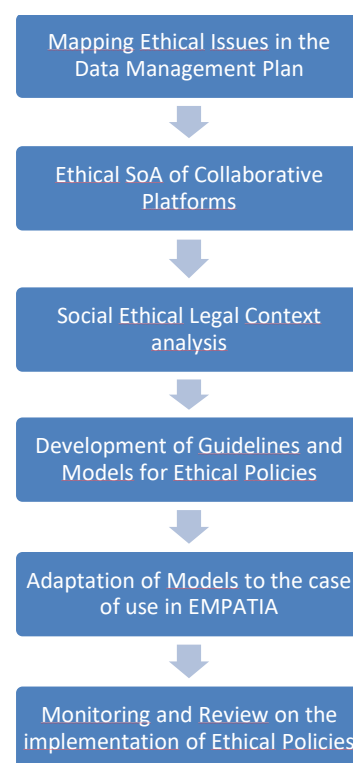 Mapping Ethical Issues in the
Data Management Plan
Ethical SoA of Collaborative
Platforms
Social Ethical Legal Context
analysis
Development of Guidelines and
Models for Ethical Policies
Adaptation of Models to the case
of use in EMPATIA
Monitoring and Review on the
implementation of Ethical Policies